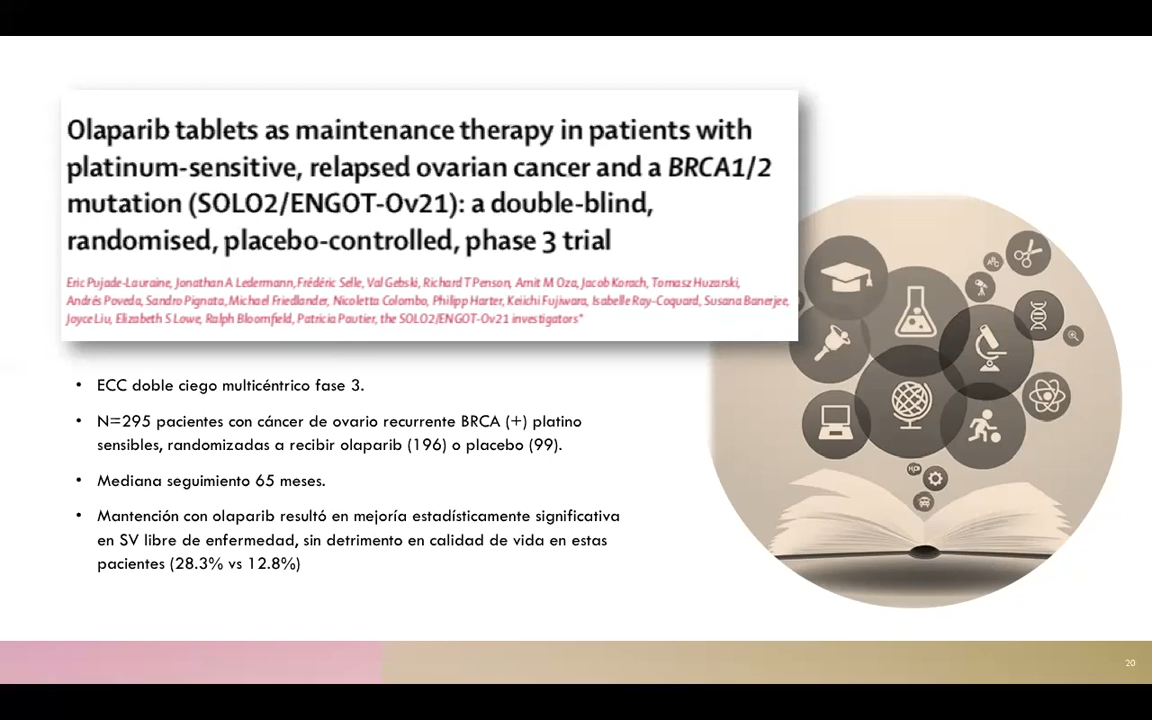 Olaparib tablets as maintenance therapy in patients with
platinum-sensitive, relapsed ovarian cancer and a BRCA1/2
mutation (SOLO2/ENGOT-Ov21): a double-blind,
randomised, placebo-controlled, phase 3 trial
Eric Pujade-Lauraine, Jonathan A Ledermann, Frédéric Selle, Val Gebski, Richard T Penson, Amit M Oza, Jacob Korach, Tomasz Huzarski,
Andrés Poveda, Sandro Pignata, Michael Friedlander, Nicoletta Colombo, Philipp Harter, Keiichi Fujiwara, Isabelle Ray-Coquard, Susana Banerjee,
Joyce Liu, Elizabeth S Lowe, Ralph Bloomfield, Patricia Pautier, the SOLO2/ENGOT-Ov21 investigators*
• ECC doble ciego multicéntrico fase 3.
• N=295 pacientes con cáncer de ovario recurrente BRCA (+) platino
sensibles, randomizadas a recibir olaparib (196) o placebo (99).
• Mediana seguimiento 65 meses.
• Mantención con olaparib resultó en mejoría estadísticamente significativa
en SV libre de enfermedad, sin detrimento en calidad de vida en estas
pacientes (28.3% vs 12.8%)
20